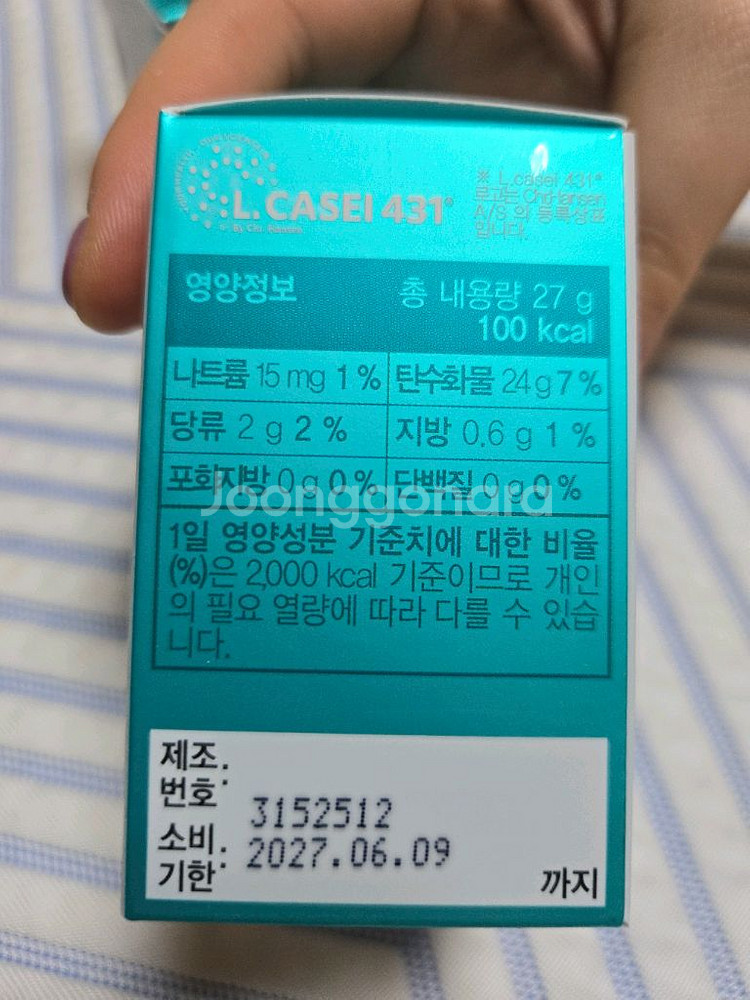 L. CASEI 431®
By Chr. Hansen
※ L.casei 431®
로고는 Chr.Hansen
A/S 의 등록상표
입니다.
영양정보 총 내용량 27 g
100 kcal
나트륨 15 mg 1 % 탄수화물 24 g 7 %
당류 2 g 2 % 지방 0.6 g 1 %
포화지방 0 g 0 % 단백질 0 g 0 %
Joonggonara
1일 영양성분 기준치에 대한 비율
(%)은 2,000 kcal 기준이므로 개인
의 필요 열량에 따라 다를 수 있습
니다.
제조.
번호:
3152512
소비.
기한:
2027.06.09
까지